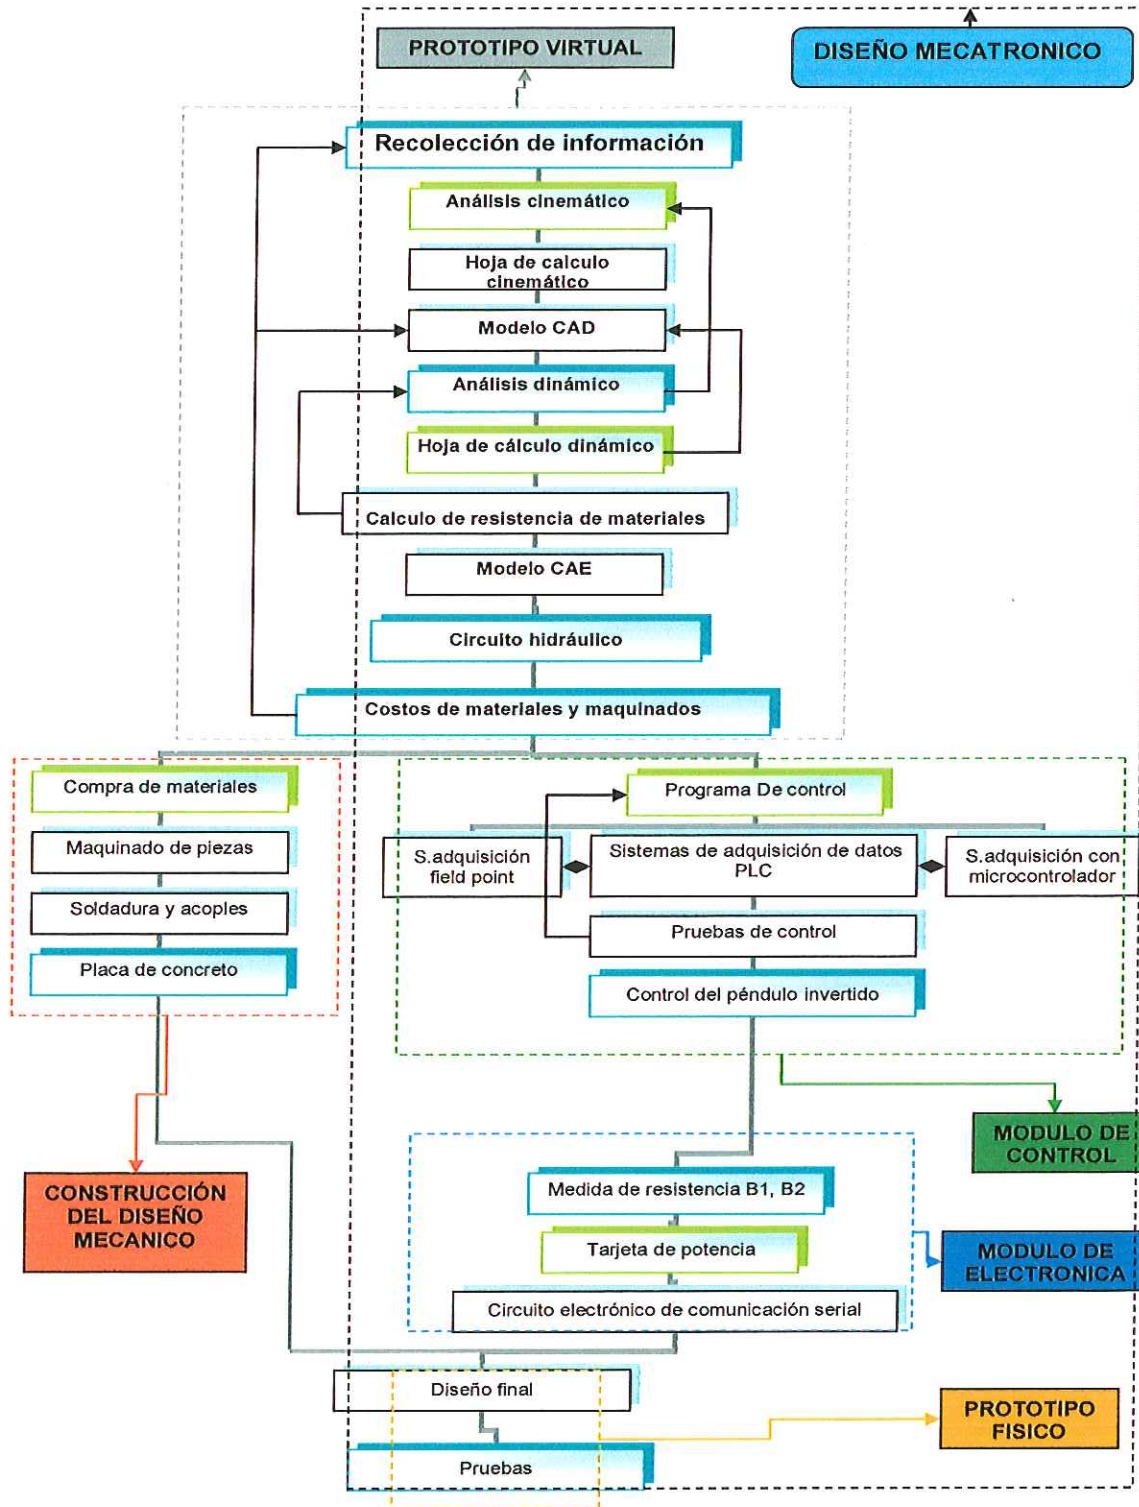 PROTOTIPO VIRTUAL
DISEÑO MECATRONICO
Recolección de información
Análisis cinemático
Hoja de calculo
cinemático
Modelo CAD
Análisis dinámico
Hoja de cálculo dinámico
Calculo de resistencia de materiales
Modelo CAE
Circuito hidráulico
Costos de materiales y maquinados
Compra de materiales
Maquinado de piezas
Soldadura y acoples
Placa de concreto
Programa De control
S.adquisición
field point
Sistemas de adquisición de datos
PLC
S.adquisición con
microcontrolador
Pruebas de control
Control del péndulo invertido
MODULO DE
CONTROL
CONSTRUCCIÓN
DEL DISEÑO
MECANICO
Medida de resistencia B1, B2
Tarjeta de potencia
Circuito electrónico de comunicación serial
MODULO DE
ELECTRONICA
Diseño final
Pruebas
PROTOTIPO
FISICO